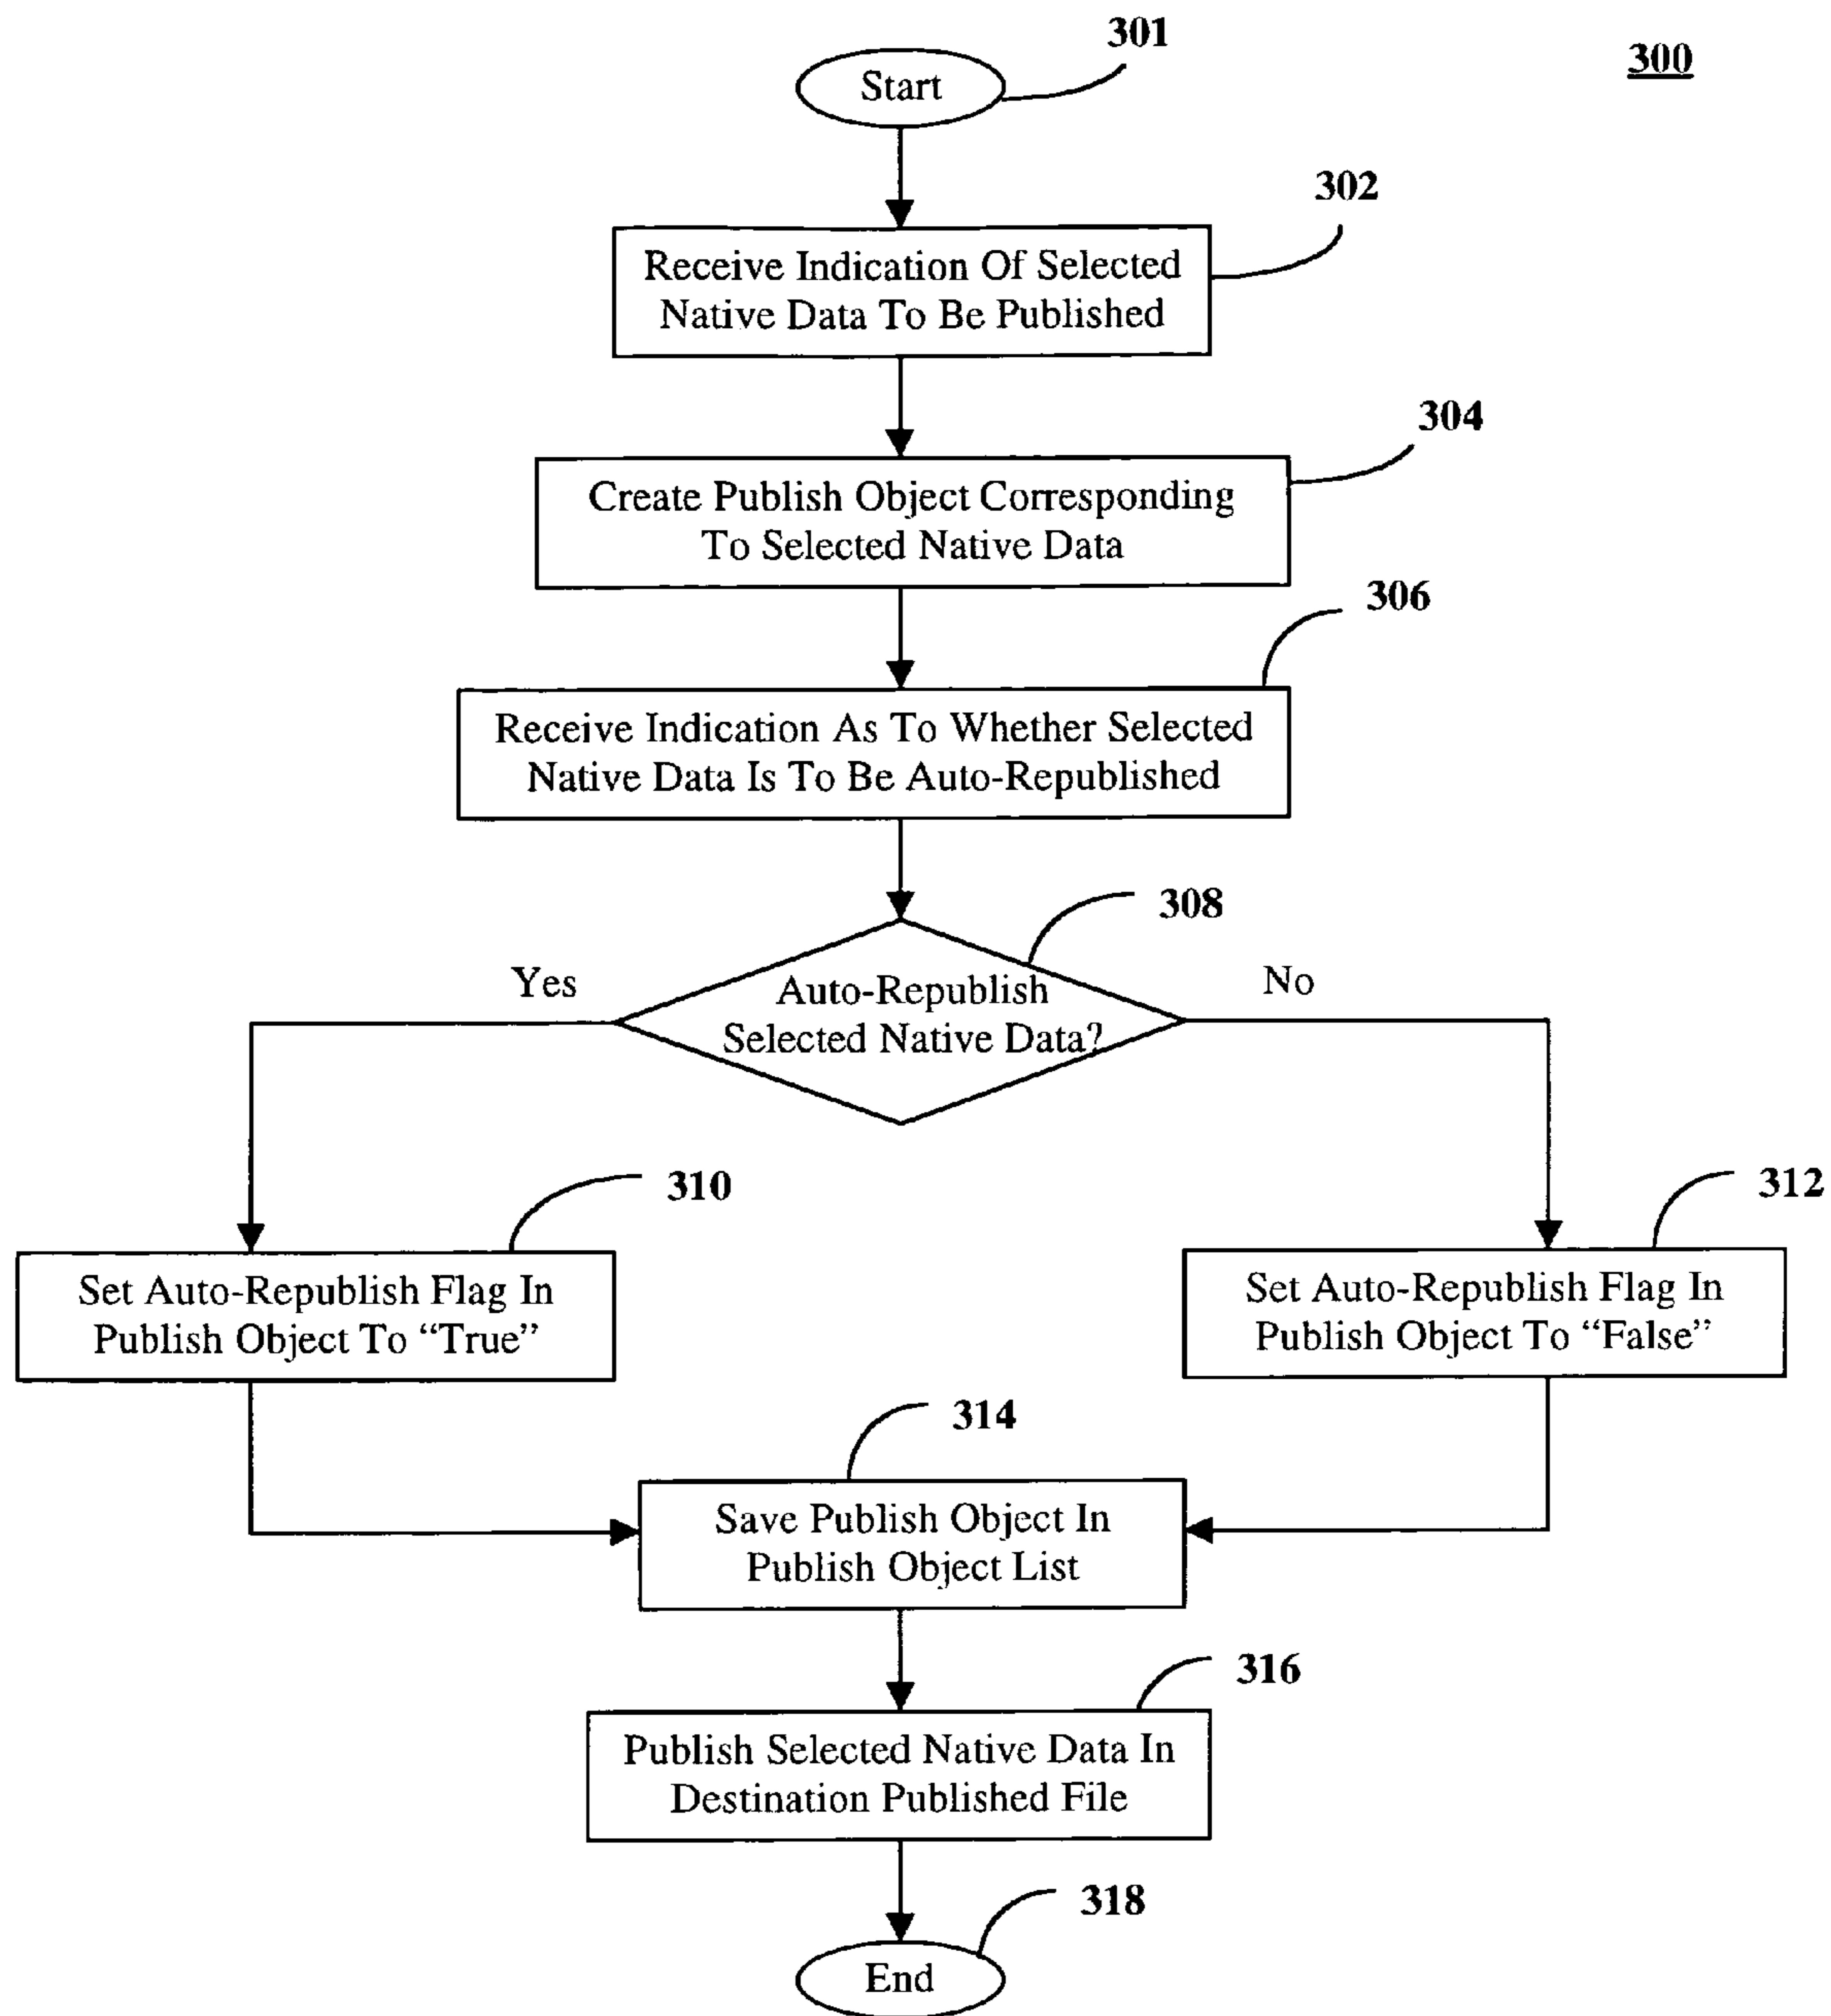 301
300
Start
302
Receive Indication Of Selected
Native Data To Be Published
304
Create Publish Object Corresponding
To Selected Native Data
306
Receive Indication As To Whether Selected
Native Data Is To Be Auto-Republished
308
Yes
No
Auto-Republish
Selected Native Data?
310
312
Set Auto-Republish Flag In
Publish Object To “True”
Set Auto-Republish Flag In
Publish Object To “False”
314
Save Publish Object In
Publish Object List
316
Publish Selected Native Data In
Destination Published File
318
End